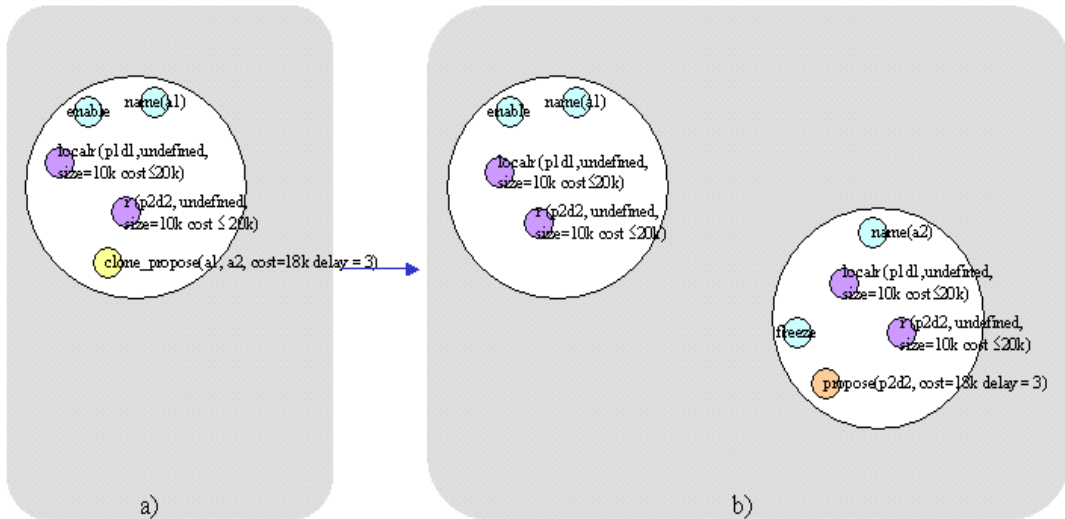 enable
name(a1)
localr (p1d1,undefined,
size=10k cost≤20k)
r (p2d2, undefined,
size=10k cost ≤ 20k)
clone_propose(a1, a2, cost=18k delay = 3)
a)
enable
name(a1)
localr (p1d1,undefined,
size=10k cost≤20k)
r (p2d2, undefined,
size=10k cost ≤20k)
name(a2)
localr (p1d1,undefined,
size=10k cost≤20k)
r (p2d2, undefined,
size=10k cost ≤20k)
freeze
propose(p2d2, cost=18k delay = 3)
b)